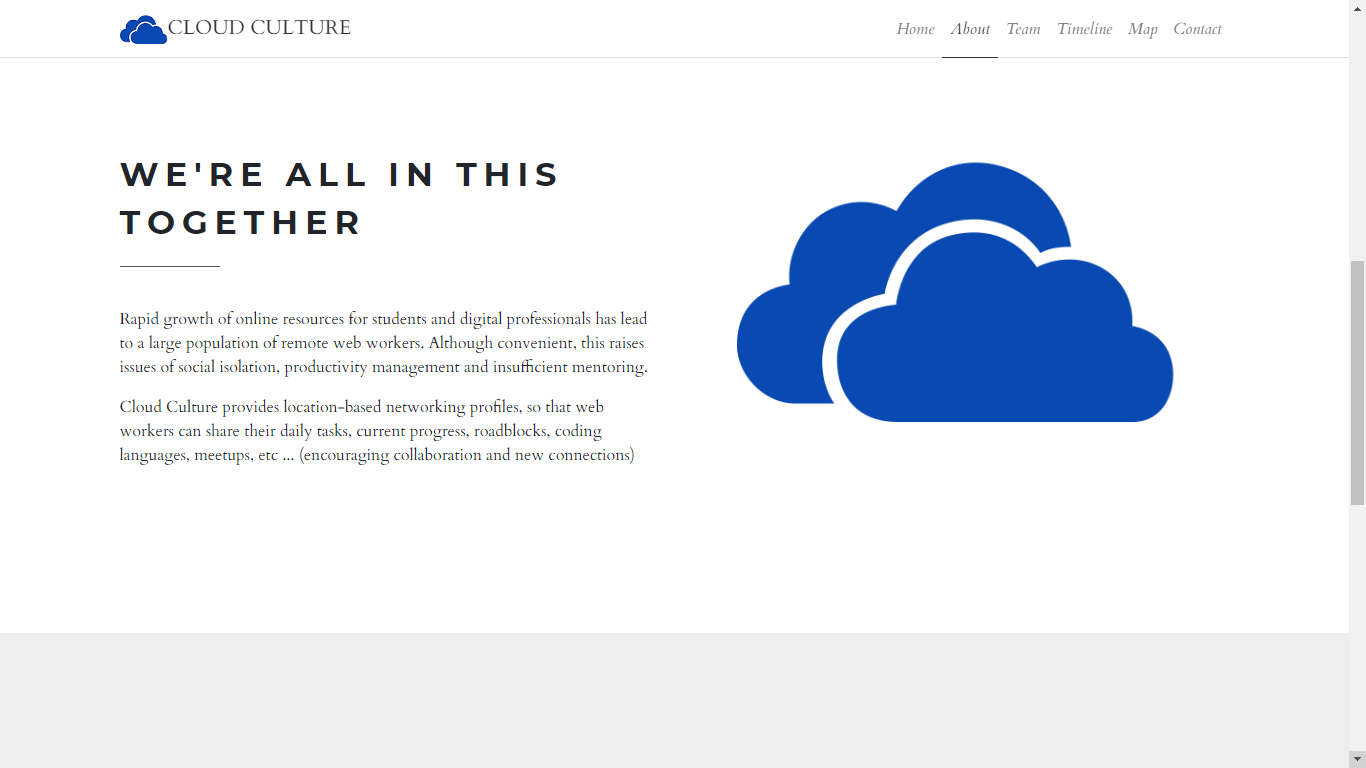 CLOUD CULTURE
Home About Team Timeline Map Contact
WE'RE ALL IN THIS
TOGETHER
Rapid growth of online resources for students and digital professionals has lead
to a large population of remote web workers. Although convenient, this raises
issues of social isolation, productivity management and insufficient mentoring.
Cloud Culture provides location-based networking profiles, so that web
workers can share their daily tasks, current progress, roadblocks, coding
languages, meetups, etc ... (encouraging collaboration and new connections)